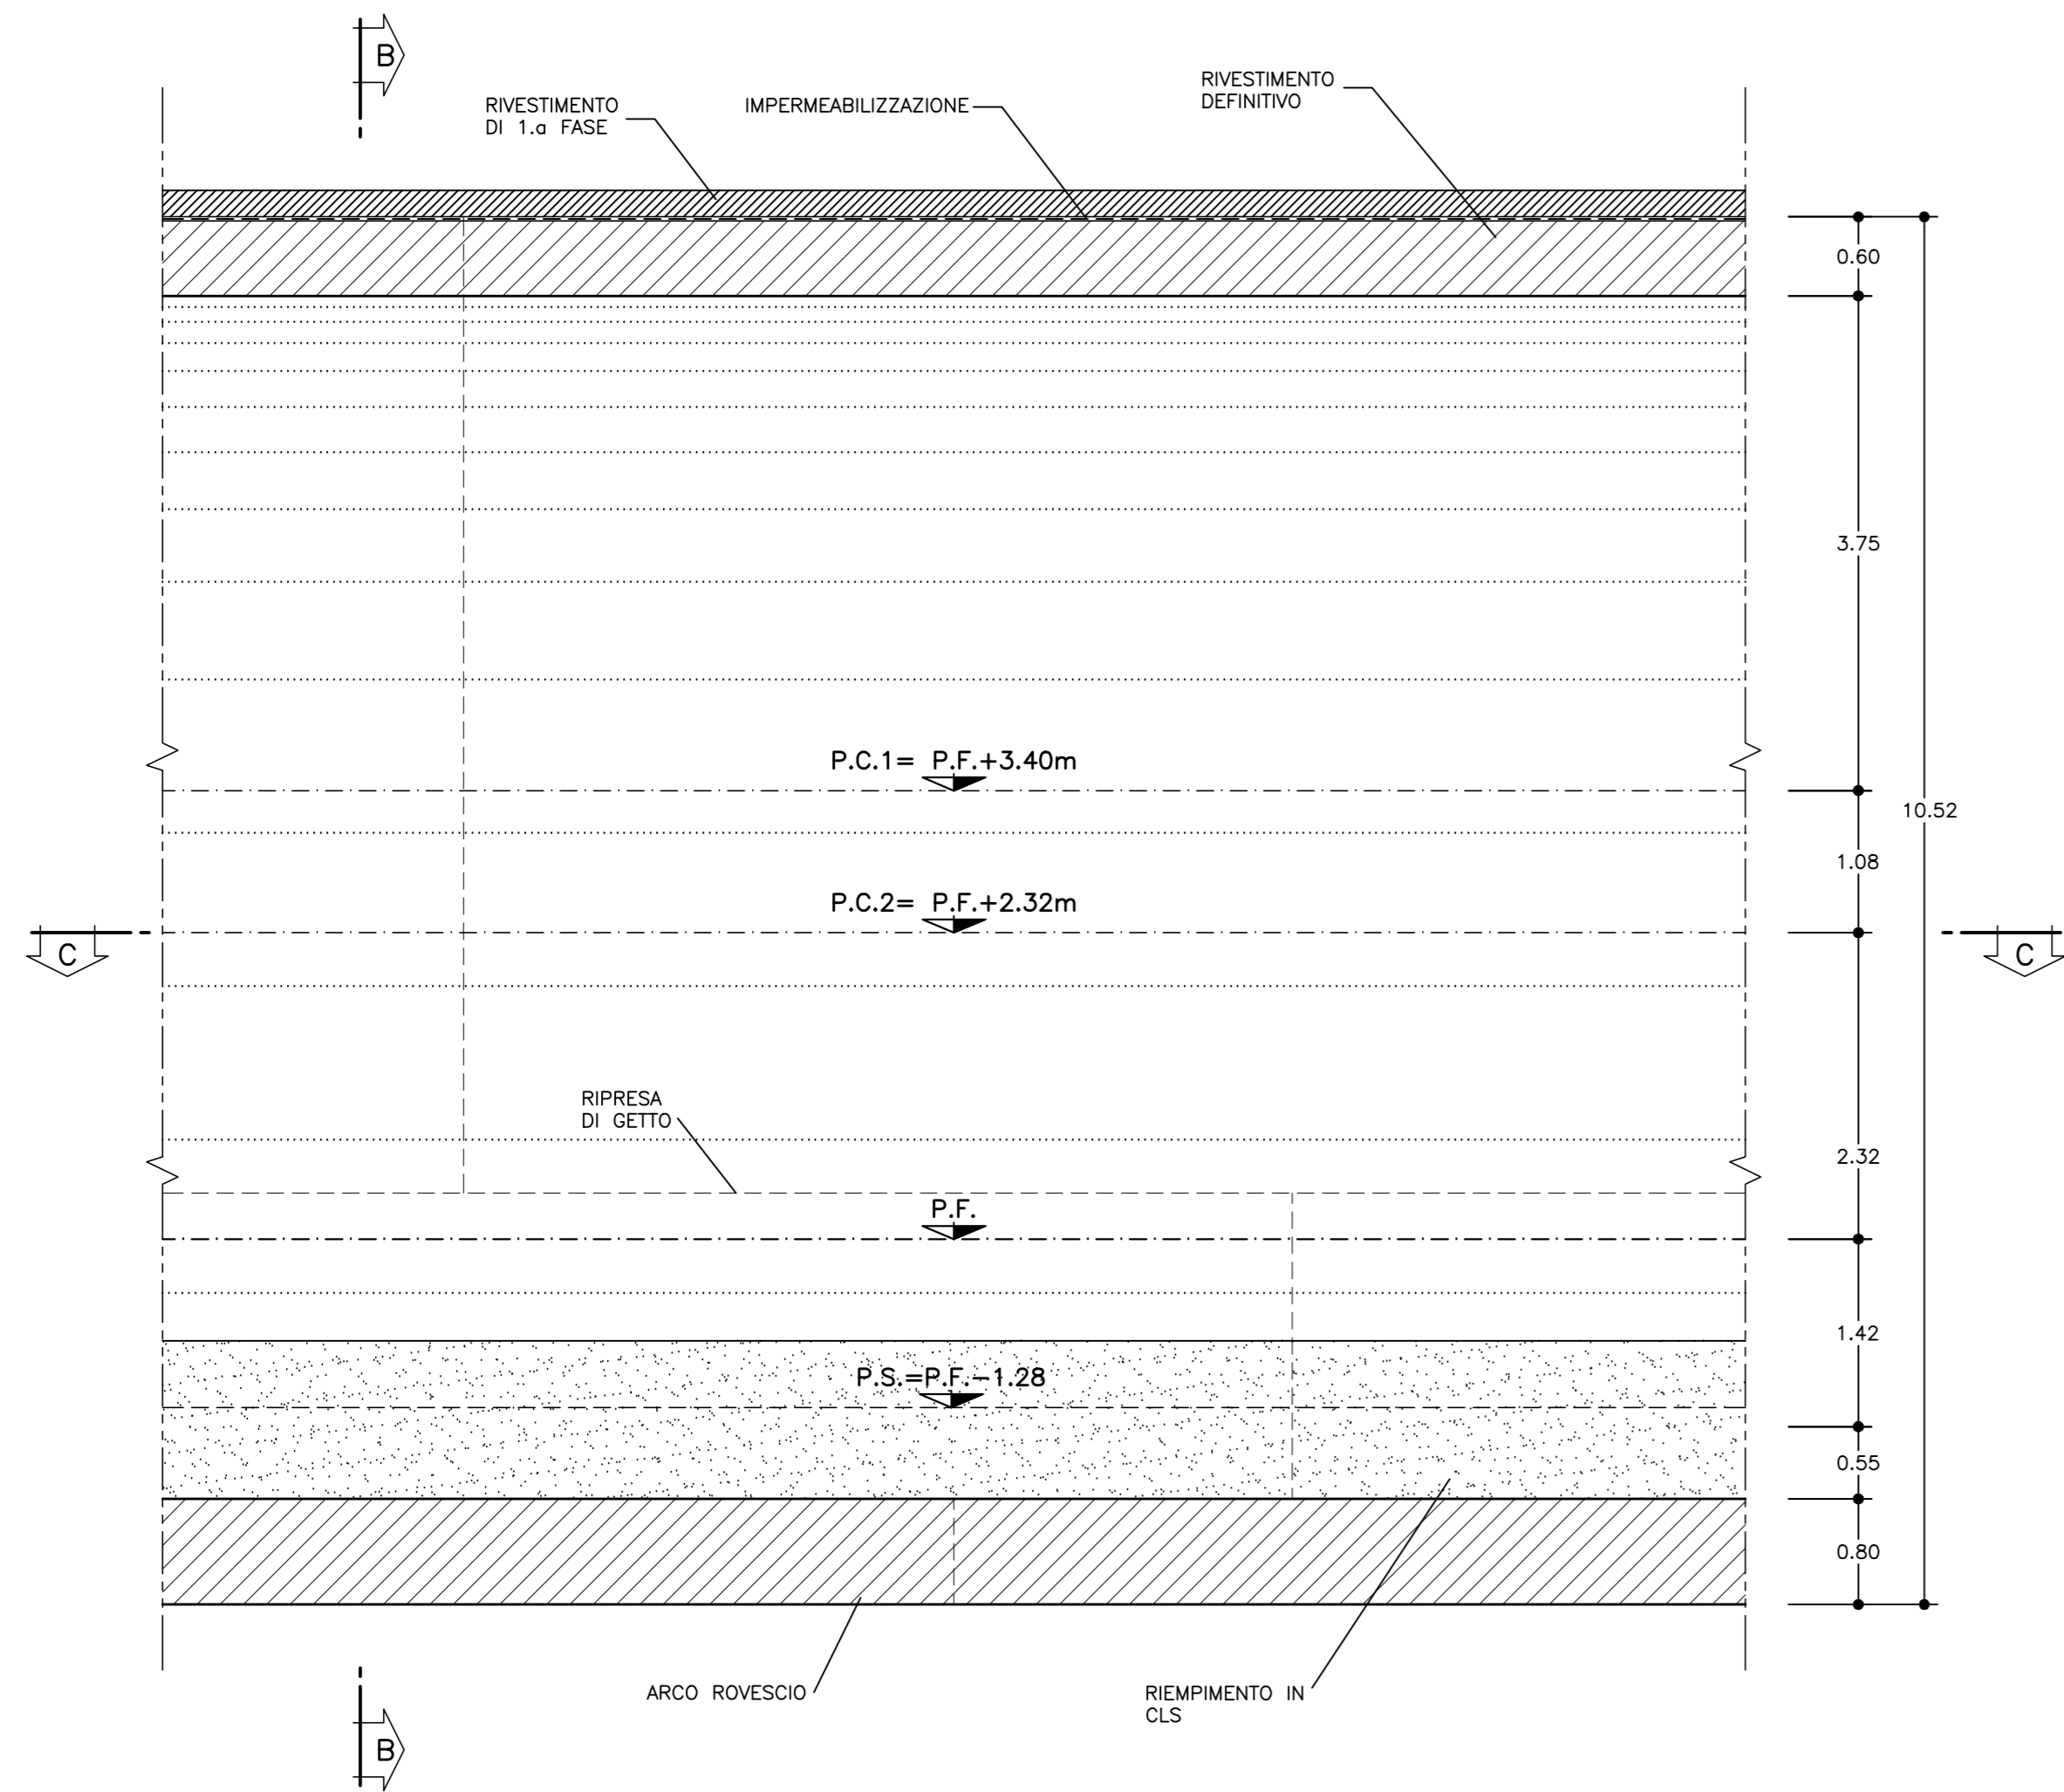 B
RIVESTIMENTO
DI 1.a FASE
IMPERMEABILIZZAZIONE
RIVESTIMENTO
DEFINITIVO
0.60
3.75
P.C.1= P.F.+3.40m
10.52
1.08
P.C.2= P.F.+2.32m
C
C
RIPRESA
DI GETTO
2.32
P.F.
1.42
P.S.=P.F.-1.28
0.55
0.80
ARCO ROVESCIO
RIEMPIMENTO IN
CLS
B